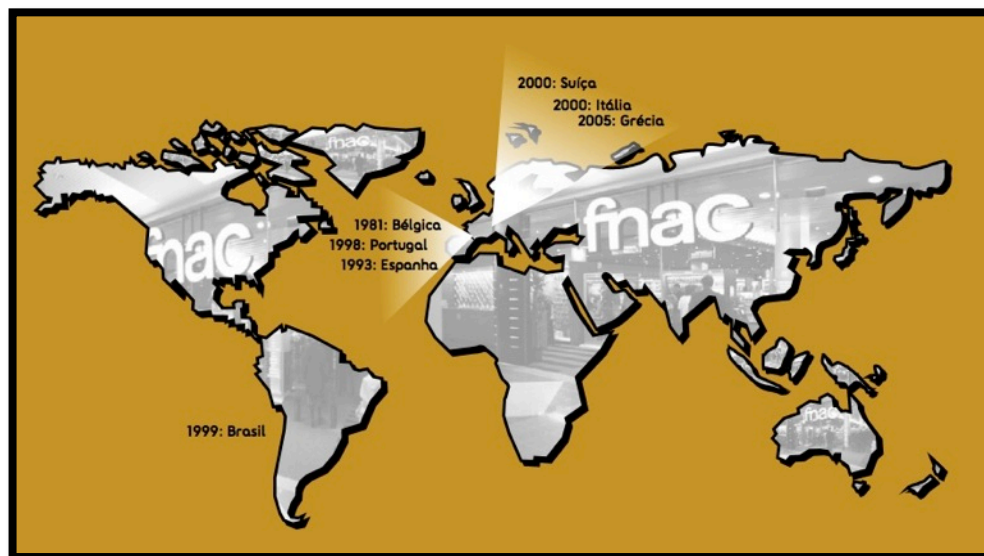 2000: Suíça
2000: Itália
2005: Grécia
fnac
1981: Bélgica
1998: Portugal
1993: Espanha
fnac
fnac
1999: Brasil
fnac